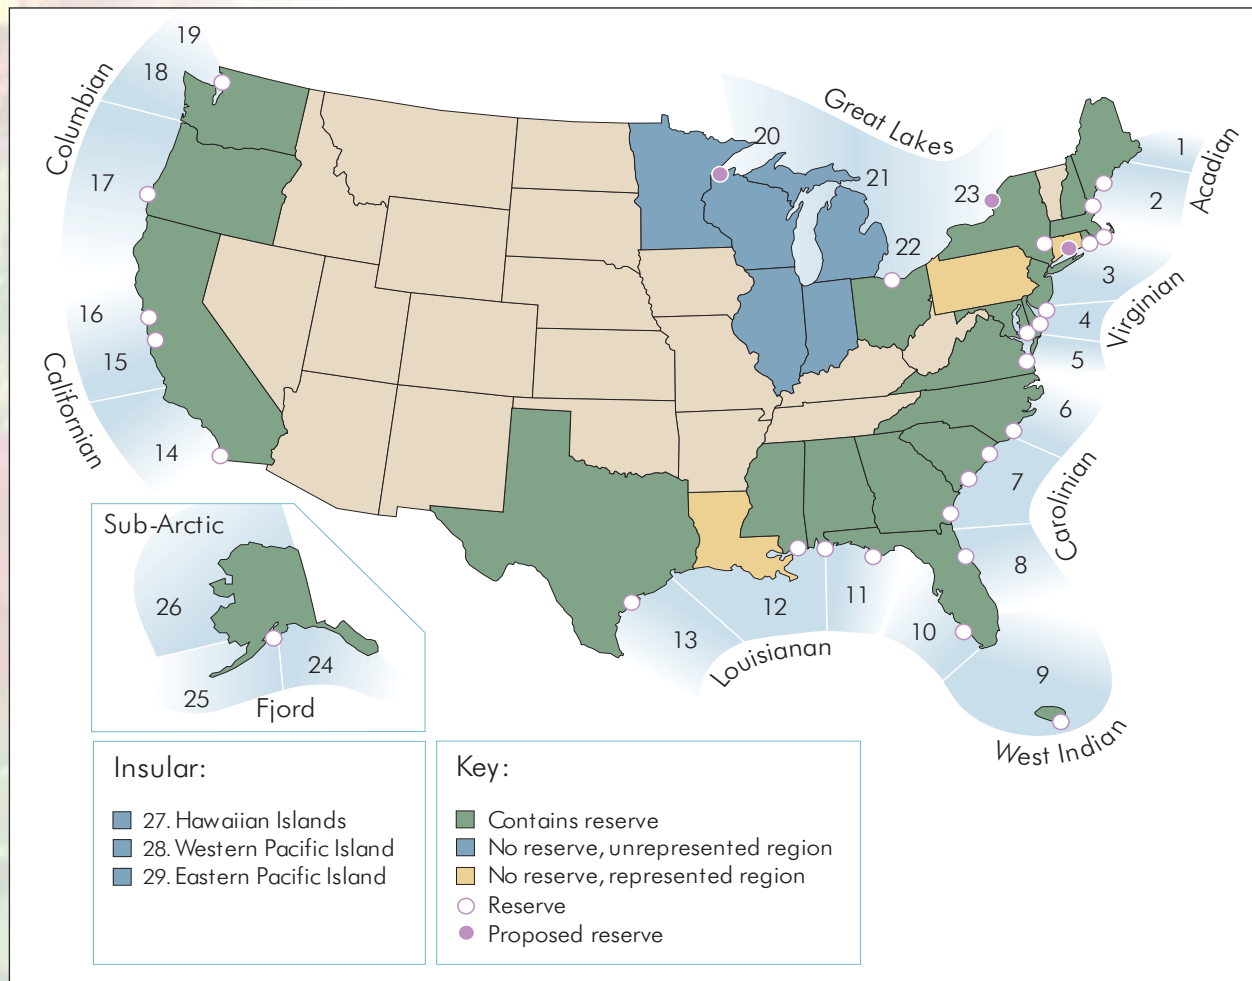 19
18
Columbian
17
16
15
Californian
14
Great Lakes
20
21
22
23
1
Acadian
2
3
Virginian
4
5
6
Carolinian
7
8
9
West Indian
10
11
12
Louisianan
13
Sub-Arctic
26
25
24
Fjord
Insular:
27. Hawaiian Islands
28. Western Pacific Island
29. Eastern Pacific Island
Key:
Contains reserve
No reserve, unrepresented region
No reserve, represented region
Reserve
Proposed reserve